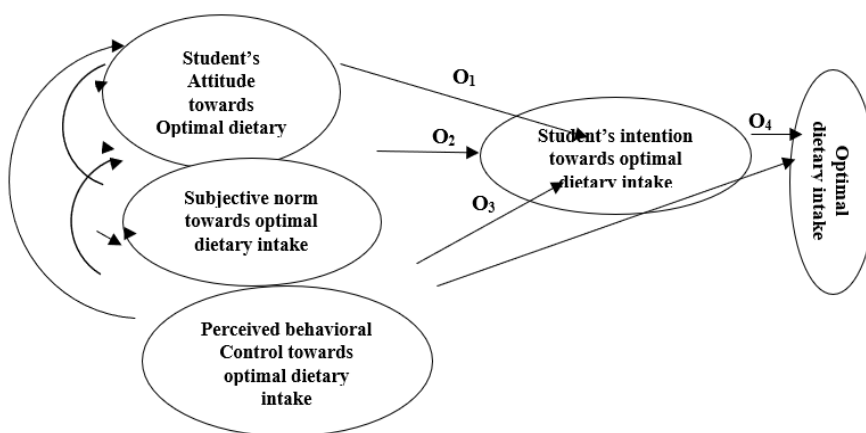 Student's
Attitude
towards
Optimal dietary
O1
O2
Student's intention
towards optimal
dietary intake
O4
Optimal
dietary intake
Subjective norm
towards optimal
dietary intake
O3
Perceived behavioral
Control towards
optimal dietary
intake